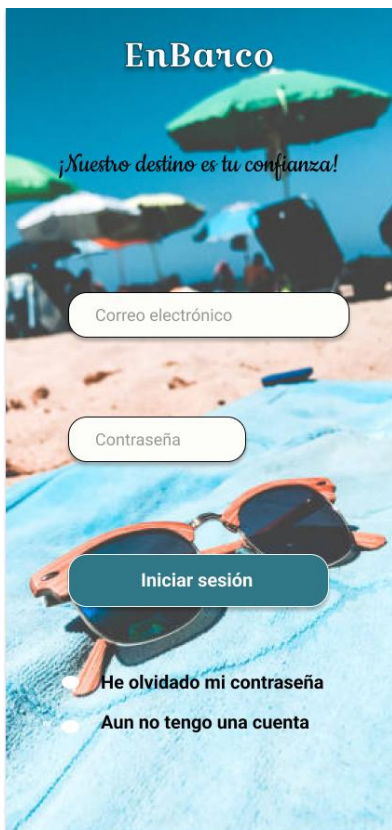 EnBarco
¡Nuestro destino es tu confianza!
Correo electrónico
Contraseña
Iniciar sesión
He olvidado mi contraseña
Aun no tengo una cuenta